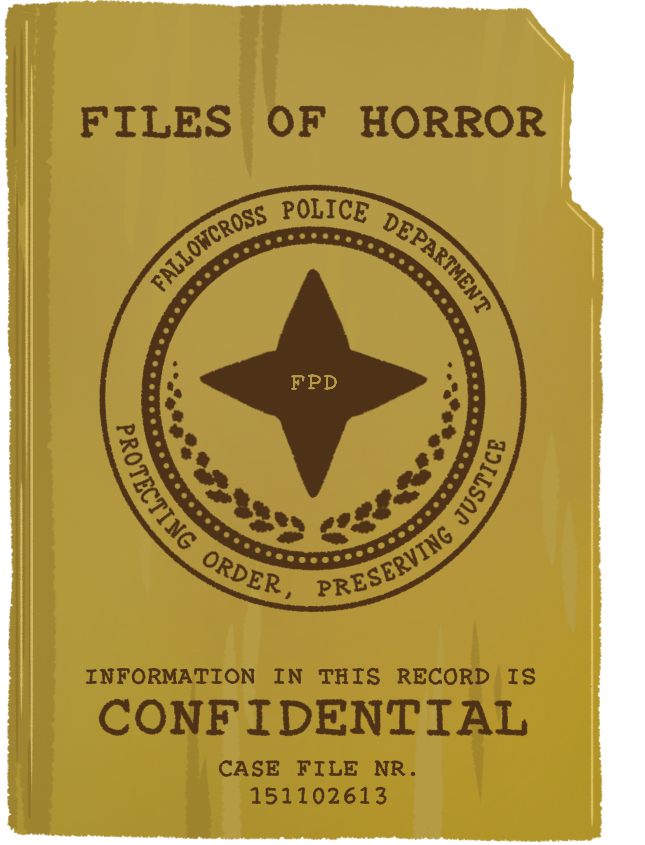 FILES OF HORROR
FALLOWCROSS POLICE DEPARTMENT
FPD
PROTECTING ORDER, PRESERVING JUSTICE
INFORMATION IN THIS RECORD IS
CONFIDENTIAL
CASE FILE NR.
151102613